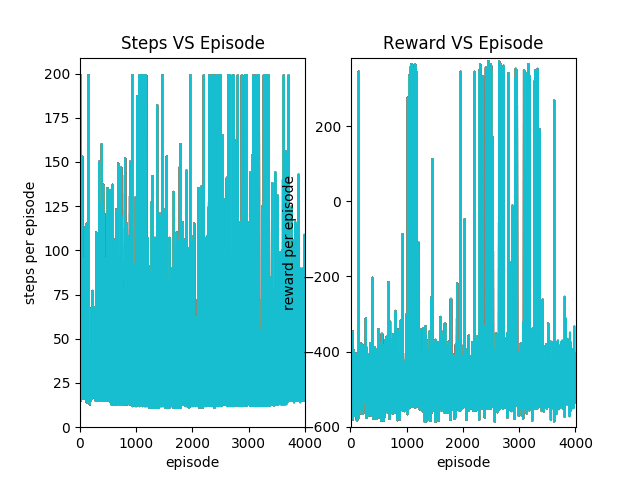 Steps VS Episode
steps per episode
200
175
150
125
100
75
50
25
0
0 1000 2000 3000 4000
episode
Reward VS Episode
reward per episode
200
0
−200
−400
−600
0 1000 2000 3000 4000
episode